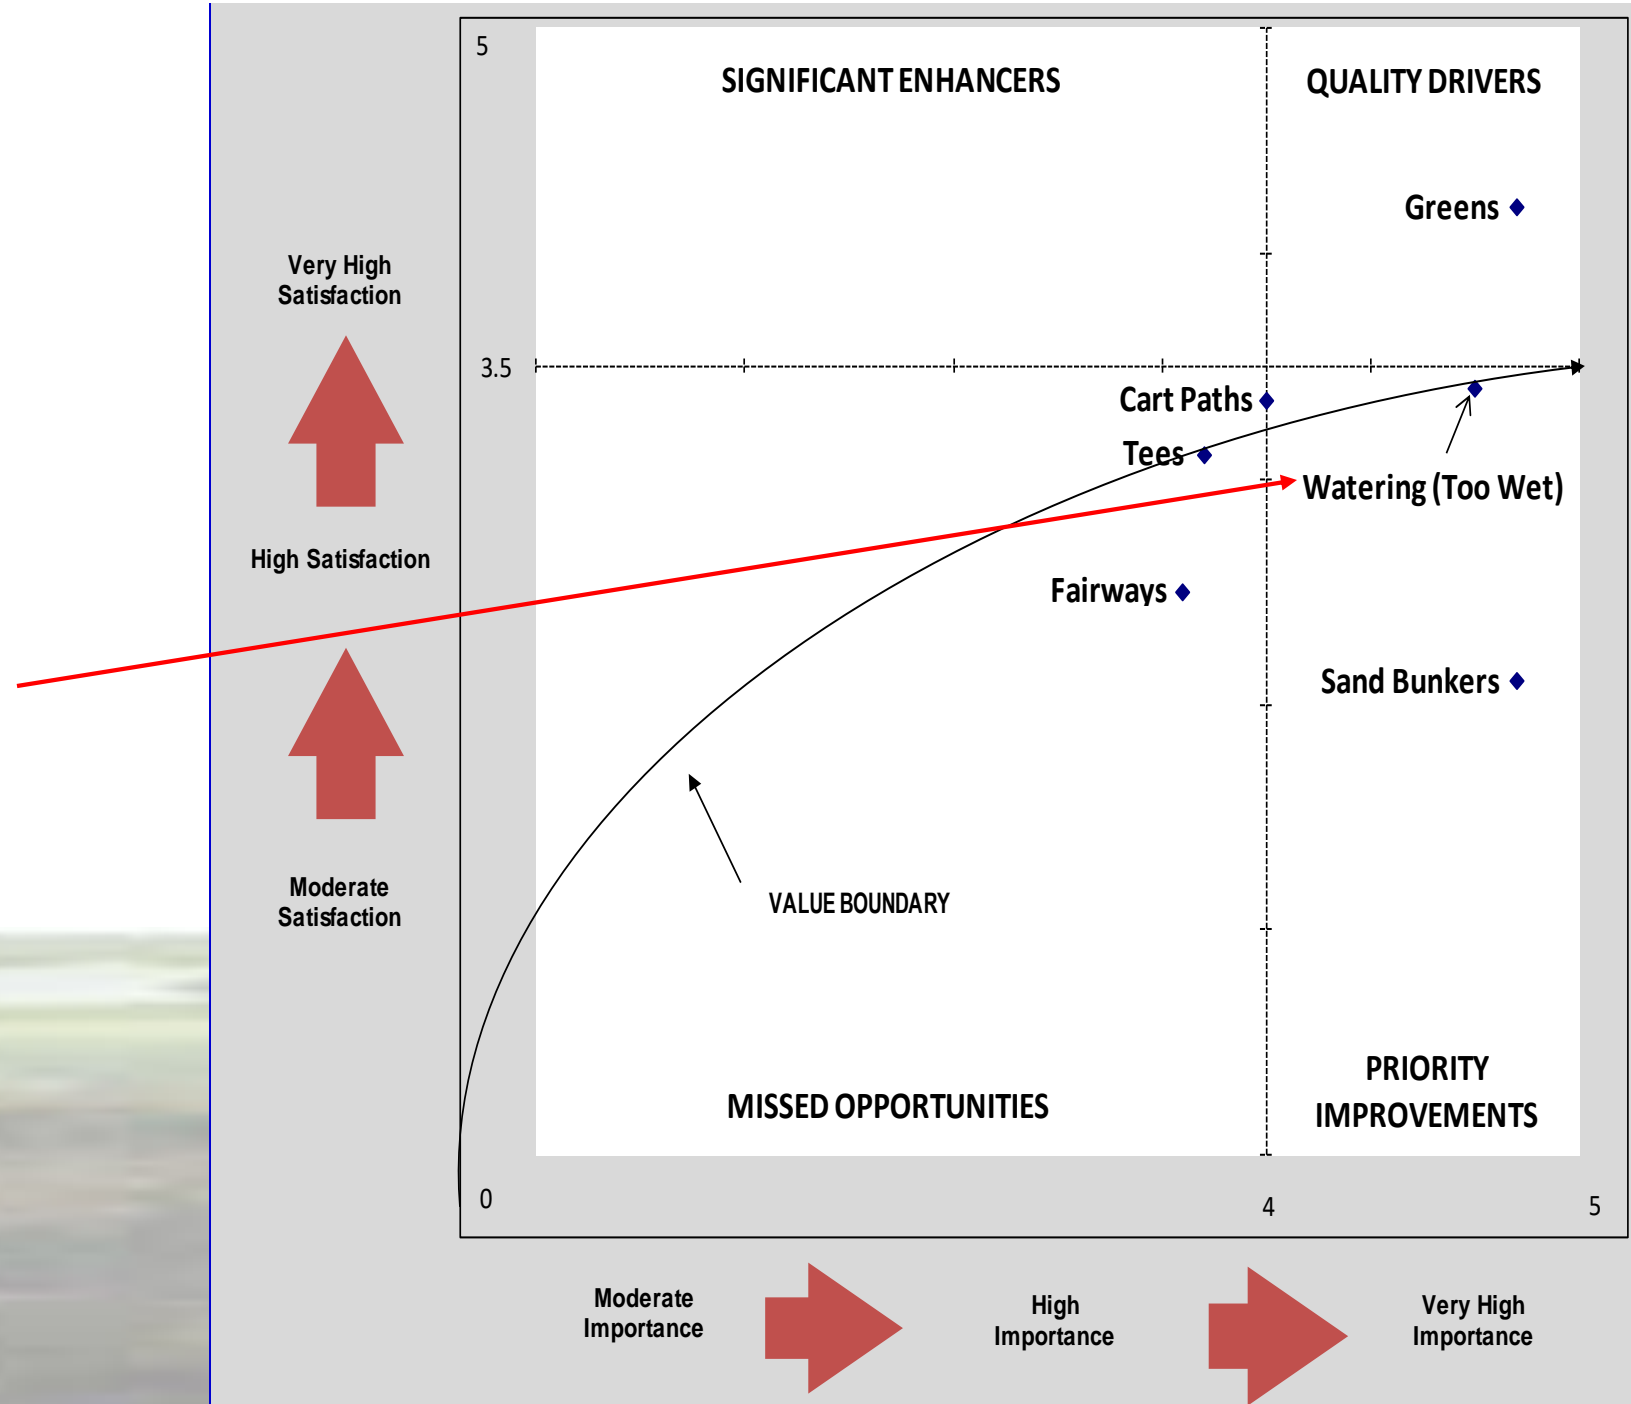 5
SIGNIFICANT ENHANCERS
QUALITY DRIVERS
Greens
Very High
Satisfaction
3.5
Cart Paths
Tees
Watering (Too Wet)
High Satisfaction
Fairways
Sand Bunkers
Moderate
Satisfaction
VALUE BOUNDARY
MISSED OPPORTUNITIES
PRIORITY
IMPROVEMENTS
0
4
5
Moderate
Importance
High
Importance
Very High
Importance